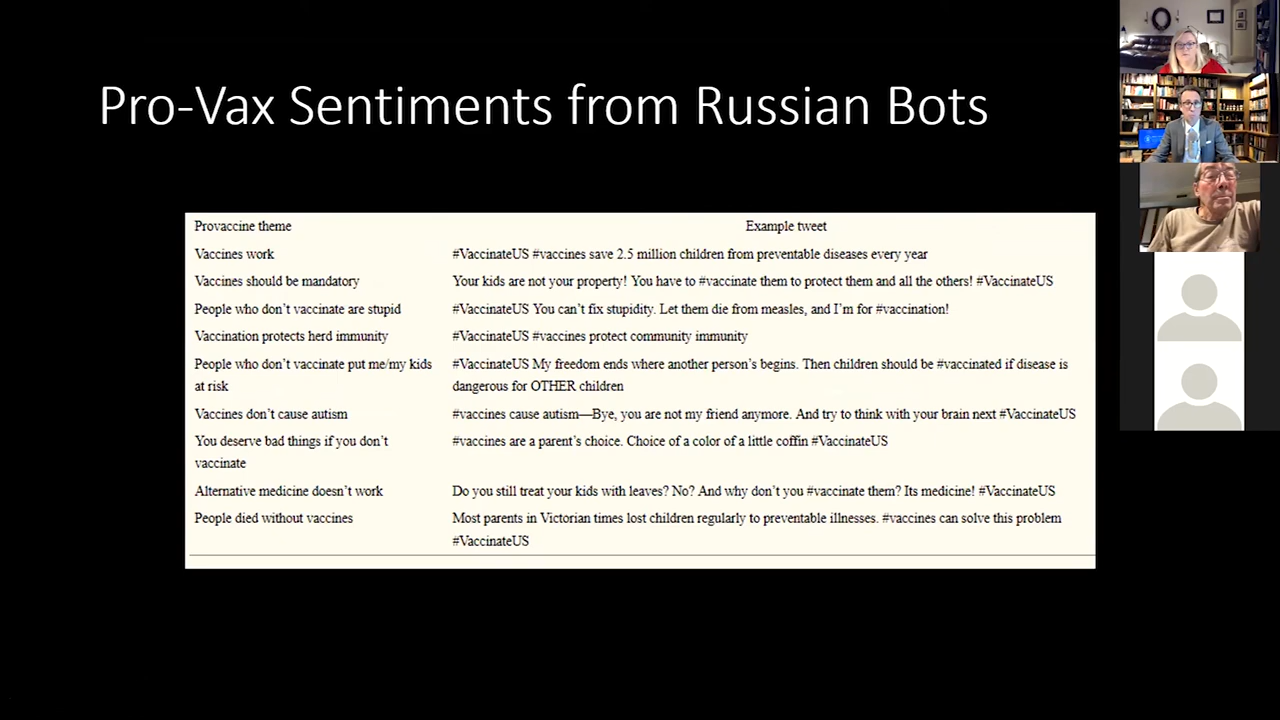 Pro-Vax Sentiments from Russian Bots
Provaccine theme Example tweet
Vaccines work #VaccinateUS #vaccines save 2.5 million children from preventable diseases every year
Vaccines should be mandatory Your kids are not your property! You have to #vaccinate them to protect them and all the others! #VaccinateUS
People who don’t vaccinate are stupid #VaccinateUS You can’t fix stupidity. Let them die from measles, and I’m for #vaccination!
Vaccination protects herd immunity #VaccinateUS #vaccines protect community immunity
People who don’t vaccinate put me/my kids #VaccinateUS My freedom ends where another person’s begins. Then children should be #vaccinated if disease is
at risk dangerous for OTHER children
Vaccines don’t cause autism #vaccines cause autism—Bye, you are not my friend anymore. And try to think with your brain next #VaccinateUS
You deserve bad things if you don’t #vaccines are a parent’s choice. Choice of a color of a little coffin #VaccinateUS
vaccinate
Alternative medicine doesn’t work Do you still treat your kids with leaves? No? And why don’t you #vaccinate them? Its medicine! #VaccinateUS
People died without vaccines Most parents in Victorian times lost children regularly to preventable illnesses. #vaccines can solve this problem
#VaccinateUS